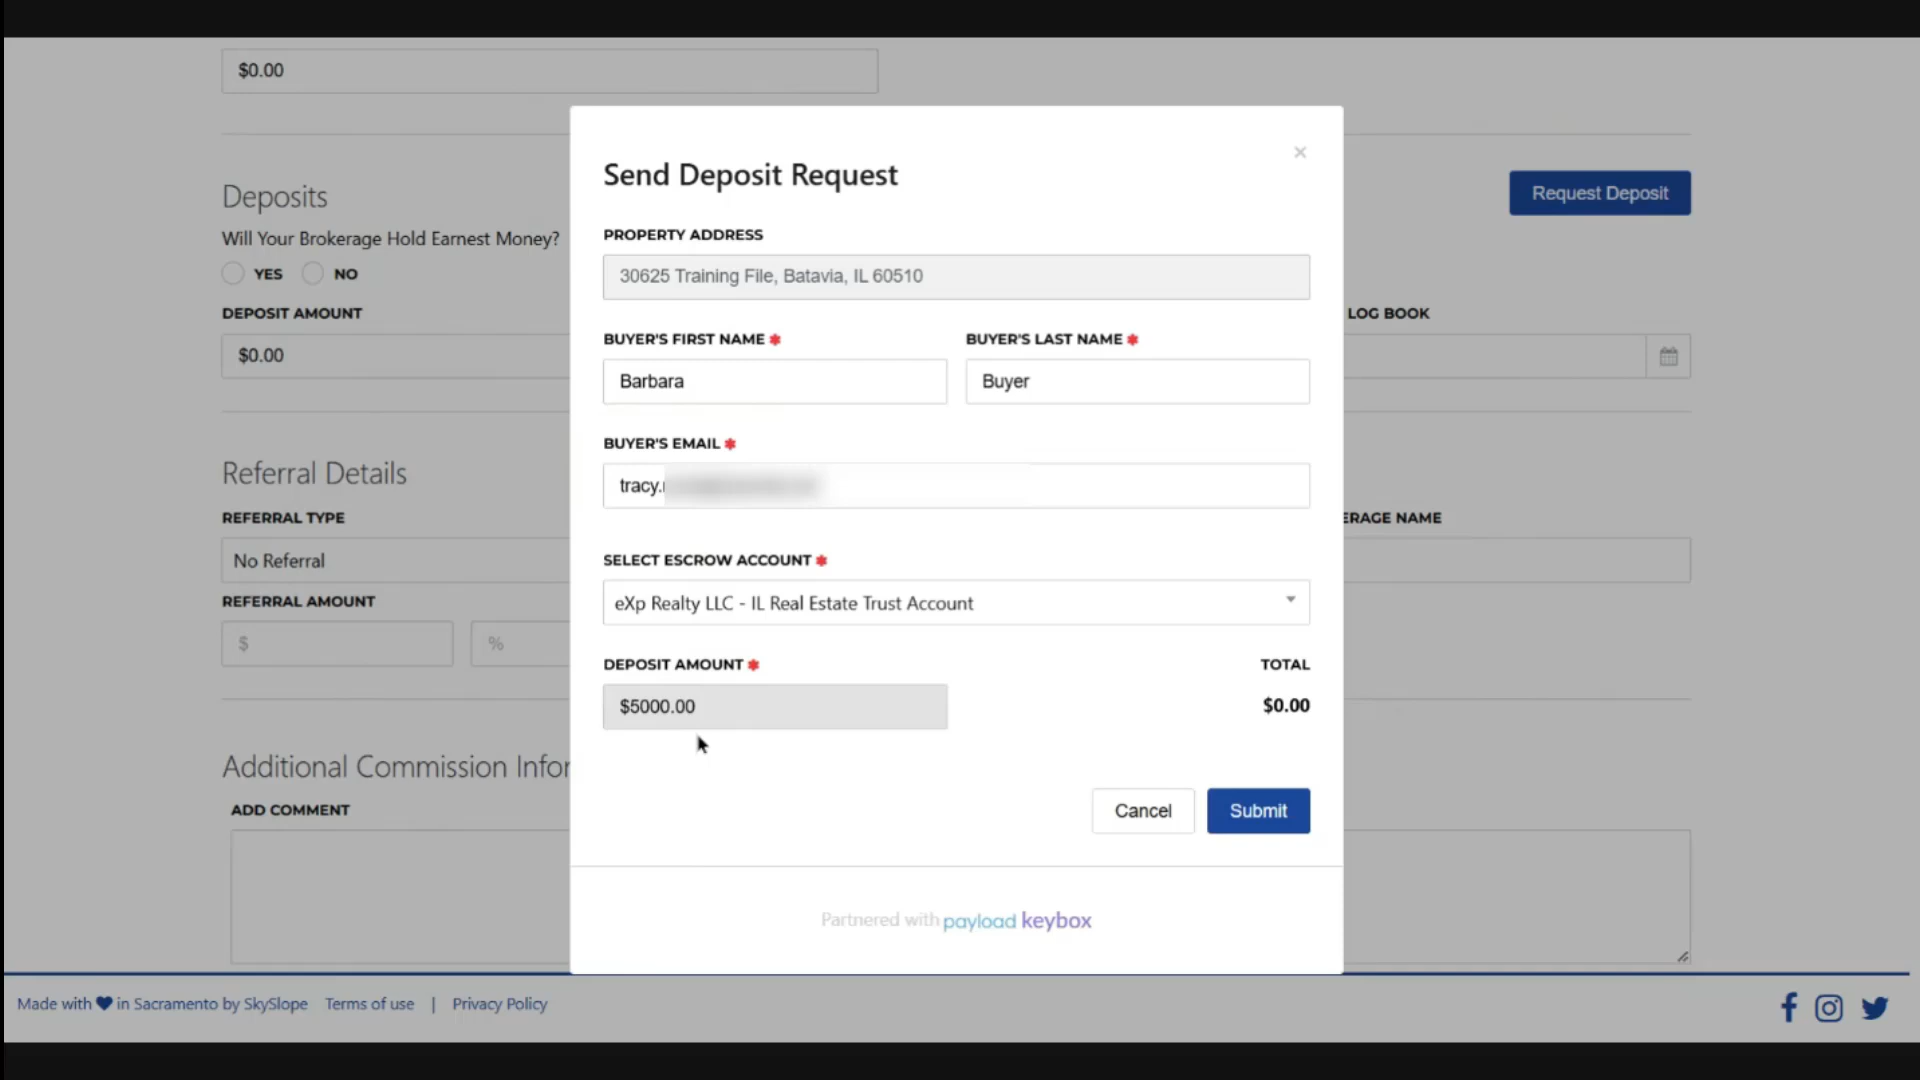 $0.00
Deposits
Request Deposit
Will Your Brokerage Hold Earnest Money?
YES NO
DEPOSIT AMOUNT
LOG BOOK
$0.00
Referral Details
REFERRAL TYPE
ERAGE NAME
No Referral
REFERRAL AMOUNT
$ %
Additional Commission Infor
ADD COMMENT
Send Deposit Request
×
PROPERTY ADDRESS
30625 Training File, Batavia, IL 60510
BUYER'S FIRST NAME * BUYER'S LAST NAME *
Barbara Buyer
BUYER'S EMAIL *
tracy.
SELECT ESCROW ACCOUNT *
eXp Realty LLC - IL Real Estate Trust Account
DEPOSIT AMOUNT * TOTAL
$5000.00 $0.00
Cancel Submit
Partnered with payload keybox
Made with ♥ in Sacramento by SkySlope Terms of use | Privacy Policy